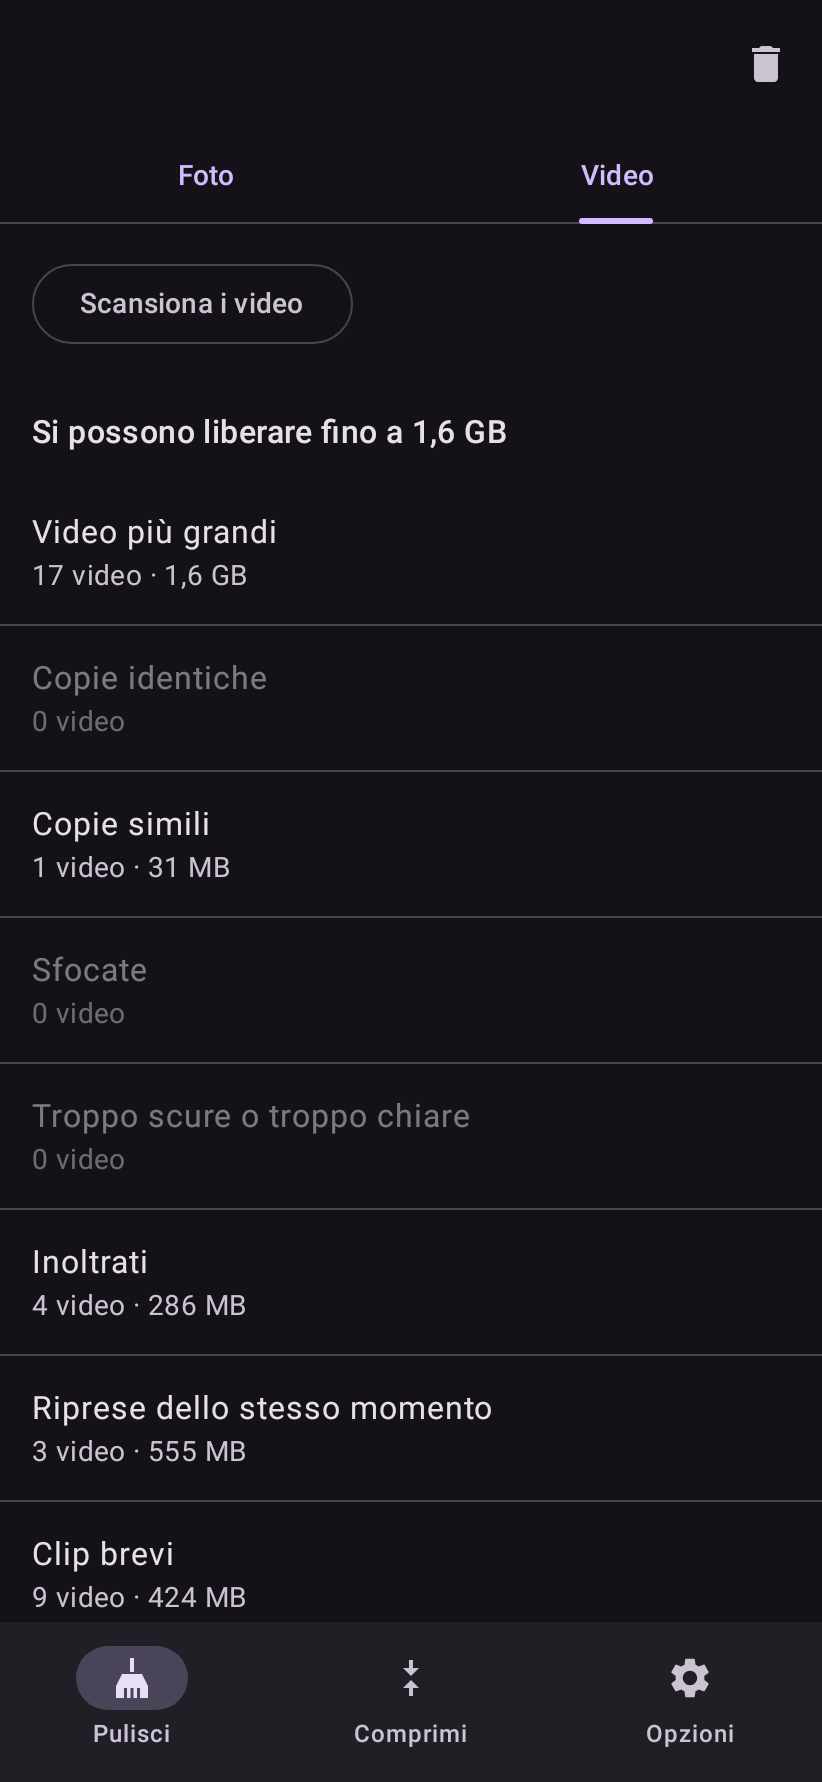 Foto
Video
Scansiona i video
Si possono liberare fino a 1,6 GB
Video più grandi
17 video · 1,6 GB
Copie identiche
0 video
Copie simili
1 video · 31 MB
Sfocate
0 video
Troppo scure o troppo chiare
0 video
Inoltrati
4 video · 286 MB
Riprese dello stesso momento
3 video · 555 MB
Clip brevi
9 video · 424 MB
Pulisci
Comprimi
Opzioni